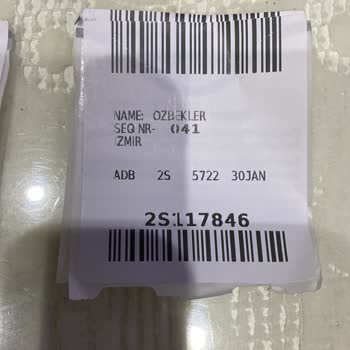 NAME: OZBEKLER
SEQ NR- 041
IZMIR
ADB 2S 5722 30JAN
2S117846